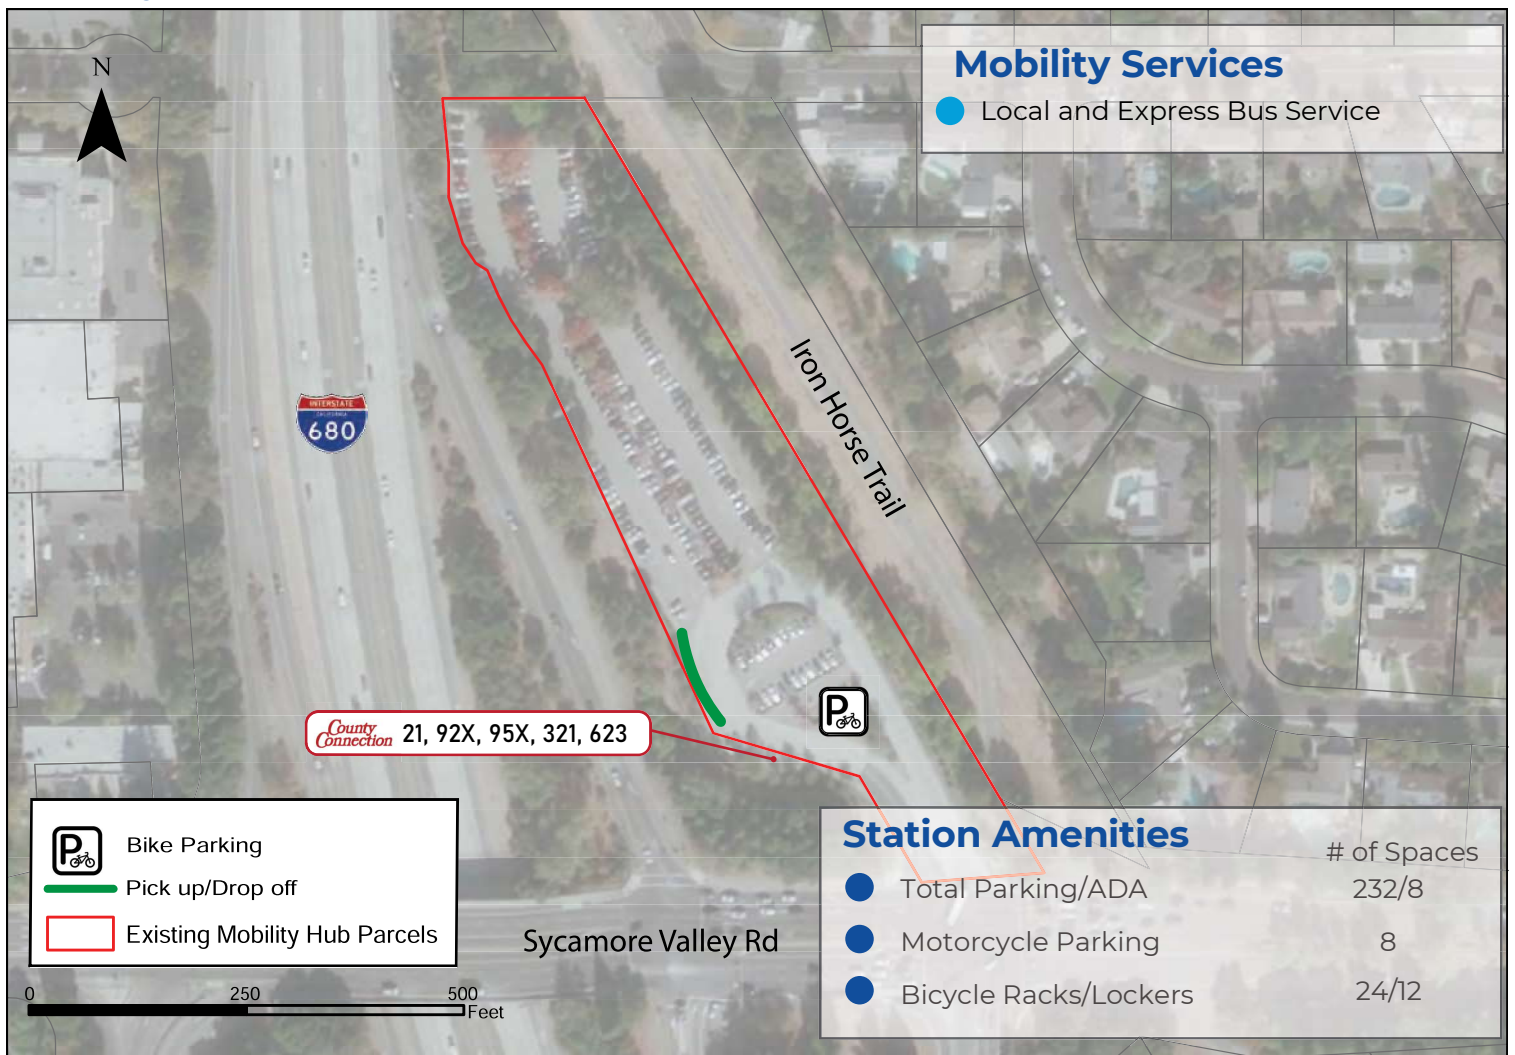 N
Mobility Services
Local and Express Bus Service
Iron Horse Trail
INTERSTATE
CALIFORNIA
680
County
Connection
21, 92X, 95X, 321, 623
P
P
Bike Parking
Pick up/Drop off
Existing Mobility Hub Parcels
Sycamore Valley Rd
Station Amenities
# of Spaces
Total Parking/ADA 232/8
Motorcycle Parking 8
Bicycle Racks/Lockers 24/12
0 250 500
Feet